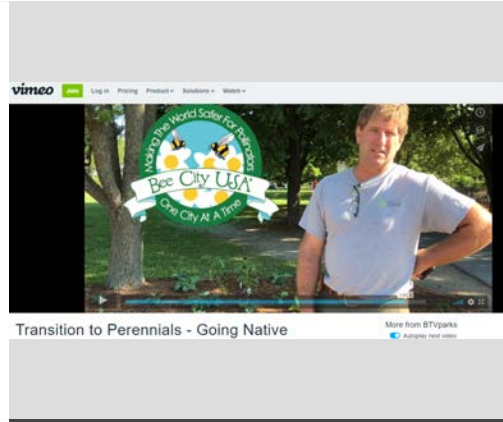 vimeo Join Log in Pricing Product Solutions Watch
Making The World Safer For Pollinators
Bee City USA
One City At A Time
Transition to Perennials - Going Native
More from BTVparks
Autoplay next video